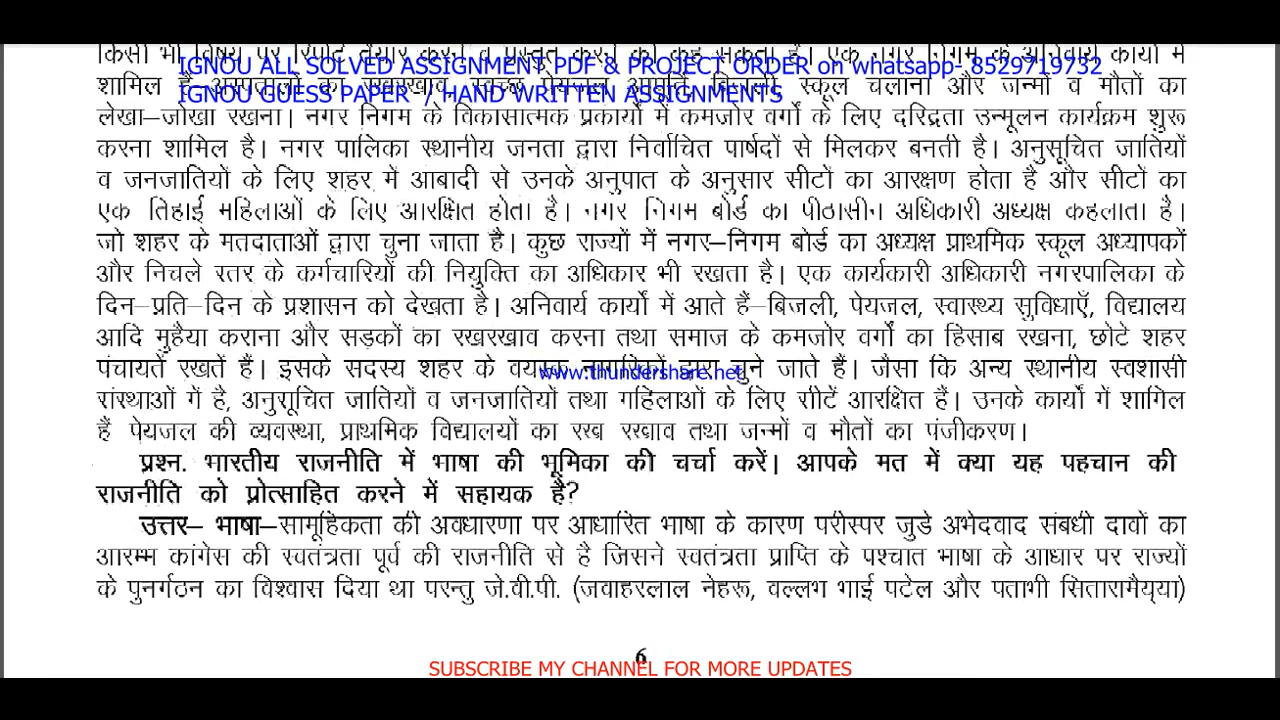 किसी भी विषय पर रिपोर्ट तैयार करने व प्रस्तुत करने को कह सकता है। एक नगर निगम के अनिवार्य कार्यों में
IGNOU ALL SOLVED ASSIGNMENT PDF & PROJECT ORDER on whatsapp- 8529719732
शामिल है–अस्पतालों का रखरखाव, स्वच्छ पेयजल आपूर्ति, बिजली, स्कूल चलाना और जन्मों व मौतों का
IGNOU GUESS PAPER / HAND WRITTEN ASSIGNMENTS
लेखा–जोखा रखना। नगर निगम के विकासात्मक प्रकार्यों में कमजोर वर्गों के लिए दरिद्रता उन्मूलन कार्यक्रम शुरू
करना शामिल है। नगर पालिका स्थानीय जनता द्वारा निर्वाचित पार्षदों से मिलकर बनती है। अनुसूचित जातियों
व जनजातियों के लिए शहर में आबादी से उनके अनुपात के अनुसार सीटों का आरक्षण होता है और सीटों का
एक तिहाई महिलाओं के लिए आरक्षित होता है। नगर निगम बोर्ड का पीठासीन अधिकारी अध्यक्ष कहलाता है।
जो शहर के मतदाताओं द्वारा चुना जाता है। कुछ राज्यों में नगर–निगम बोर्ड का अध्यक्ष प्राथमिक स्कूल अध्यापकों
और निचले स्तर के कर्मचारियों की नियुक्ति का अधिकार भी रखता है। एक कार्यकारी अधिकारी नगरपालिका के
दिन–प्रति–दिन के प्रशासन को देखता है। अनिवार्य कार्यों में आते हैं–बिजली, पेयजल, स्वास्थ्य सुविधाएँ, विद्यालय
आदि मुहैया कराना और सड़कों का रखरखाव करना तथा समाज के कमजोर वर्गों का हिसाब रखना, छोटे शहर
पंचायतें रखतें हैं। इसके सदस्य शहर के वयस्क नागरिकों द्वारा चुने जाते हैं। जैसा कि अन्य स्थानीय स्वशासी
www.thundershare.net
संस्थाओं में है, अनुसूचित जातियों व जनजातियों तथा महिलाओं के लिए सीटें आरक्षित हैं। उनके कार्यों में शामिल
हैं पेयजल की व्यवस्था, प्राथमिक विद्यालयों का रख रखाव तथा जन्मों व मौतों का पंजीकरण।
प्रश्न. भारतीय राजनीति में भाषा की भूमिका की चर्चा करें। आपके मत में क्या यह पहचान की
राजनीति को प्रोत्साहित करने में सहायक है?
उत्तर– भाषा–सामूहिकता की अवधारणा पर आधारित भाषा के कारण परीस्पर जुडे अभेदवाद संबंधी दावों का
आरम्भ कांगेस की स्वतंत्रता पूर्व की राजनीति से है जिसने स्वतंत्रता प्राप्ति के पश्चात भाषा के आधार पर राज्यों
के पुनर्गठन का विश्वास दिया था परन्तु जे.वी.पी. (जवाहरलाल नेहरू, वल्लभ भाई पटेल और पताभी सितारामैय्या)
6
SUBSCRIBE MY CHANNEL FOR MORE UPDATES